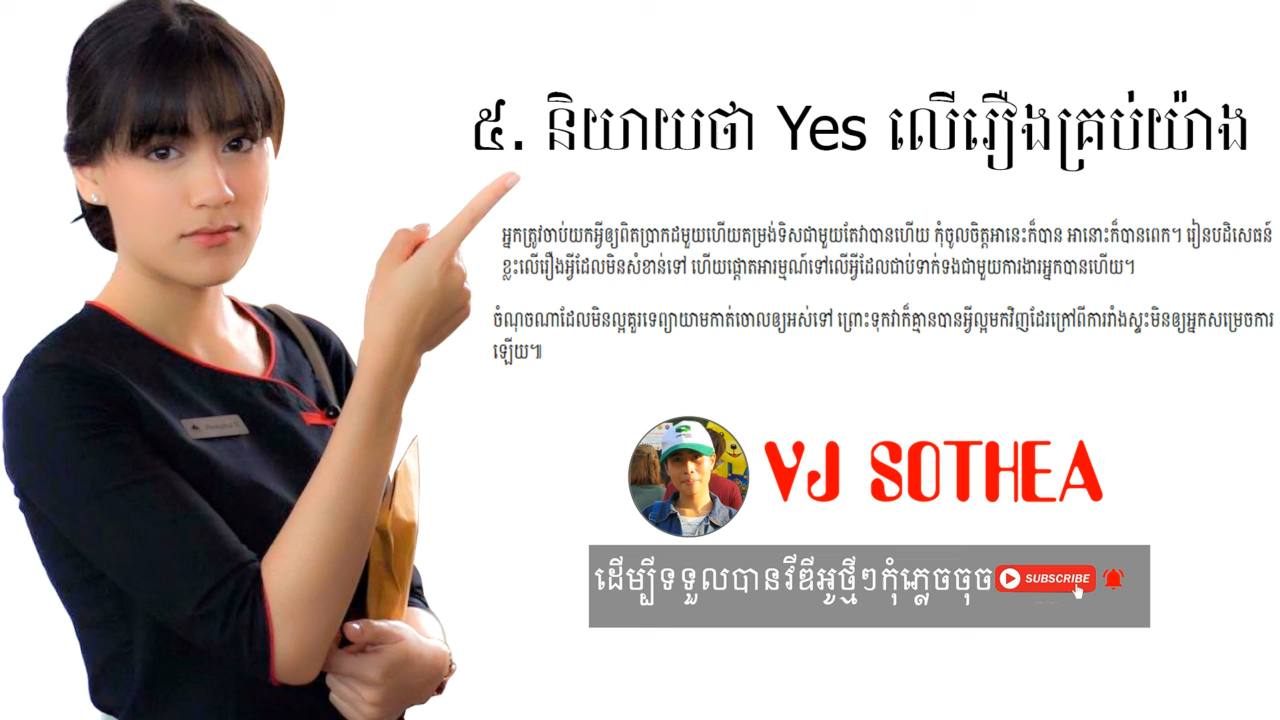 ៥. និយាយថា Yes លើរឿងគ្រប់យ៉ាង
អ្នកត្រូវចាប់យកអ្វីឲ្យពិតប្រាកដមួយហើយតម្រង់ទិសជាមួយតែវាបានហើយ កុំចូលចិត្តអានេះក៏បាន អានោះក៏បានពេក។ រៀនបដិសេធន៍
ខ្លះលើរឿងអ្វីដែលមិនសំខាន់ទៅ ហើយផ្តោតអារម្មណ៍ទៅលើអ្វីដែលជាប់ទាក់ទងជាមួយការងារអ្នកបានហើយ។
ចំណុចណាដែលមិនល្អគួរទេព្យាយាមកាត់ចោលឲ្យអស់ទៅ ព្រោះទុកវាក៏គ្មានបានអ្វីល្អមកវិញដែរក្រៅពីការរាំងស្ទះមិនឲ្យអ្នកសម្រេចការ
ឡើយ៕
VJ SOTHEA
ដើម្បីទទួលបានវីឌីអូថ្មីៗកុំភ្លេចចុច SUBSCRIBE